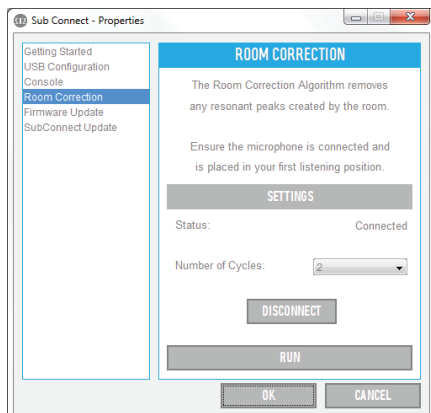 S12 Sub Connect - Properties
Getting Started
USB Configuration
Console
Room Correction
Firmware Update
SubConnect Update
ROOM CORRECTION
The Room Correction Algorithm removes
any resonant peaks created by the room.
Ensure the microphone is connected and
is placed in your first listening position.
SETTINGS
Status: Connected
Number of Cycles: 2
DISCONNECT
RUN
OK CANCEL